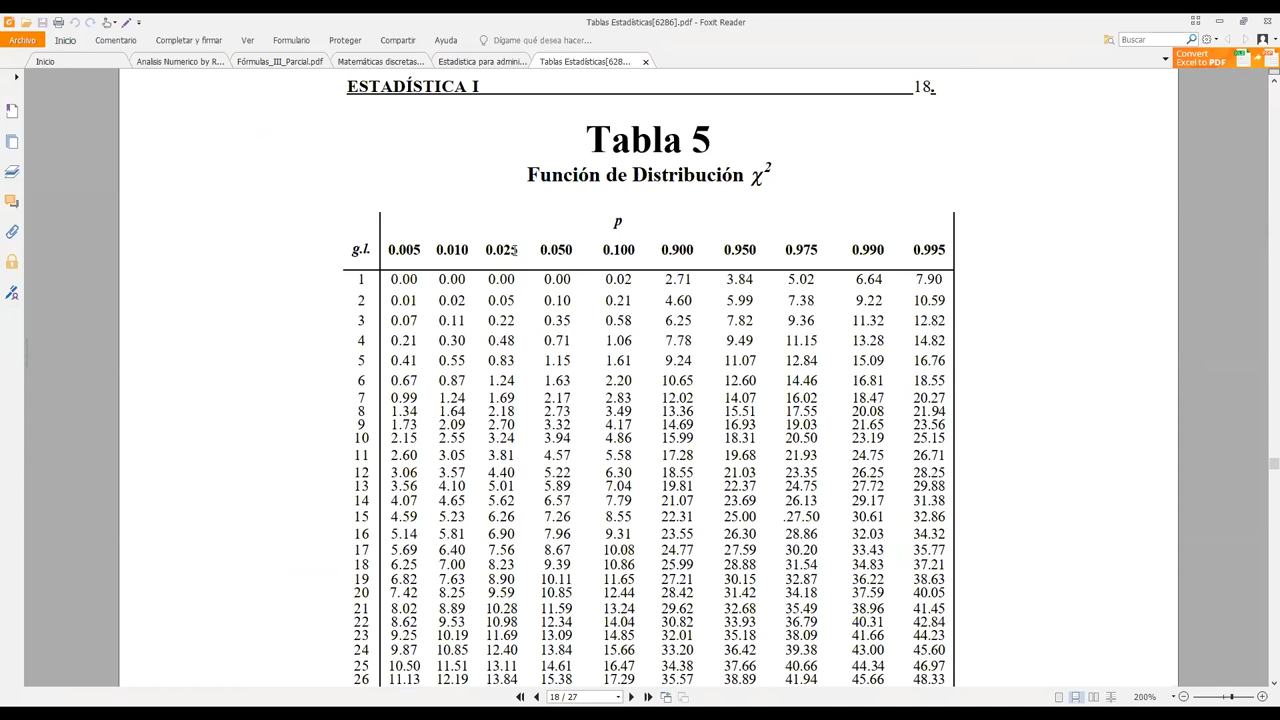 Tablas Estadísticas[6286].pdf - Foxit Reader
Archivo Inicio Comentario Completar y firmar Ver Formulario Proteger Compartir Ayuda Dígame qué desea hacer... Buscar
Inicio Analisis Numerico by R... Fórmulas_III_Parcial.pdf Matemáticas discretas... Estadistica para admini... Tablas Estadísticas[628... Convert Excel to PDF
ESTADÍSTICA I 18.
Tabla 5
Función de Distribución χ²
p
g.l. 0.005 0.010 0.025 0.050 0.100 0.900 0.950 0.975 0.990 0.995
1 0.00 0.00 0.00 0.00 0.02 2.71 3.84 5.02 6.64 7.90
2 0.01 0.02 0.05 0.10 0.21 4.60 5.99 7.38 9.22 10.59
3 0.07 0.11 0.22 0.35 0.58 6.25 7.82 9.36 11.32 12.82
4 0.21 0.30 0.48 0.71 1.06 7.78 9.49 11.15 13.28 14.82
5 0.41 0.55 0.83 1.15 1.61 9.24 11.07 12.84 15.09 16.76
6 0.67 0.87 1.24 1.63 2.20 10.65 12.60 14.46 16.81 18.55
7 0.99 1.24 1.69 2.17 2.83 12.02 14.07 16.02 18.47 20.27
8 1.34 1.64 2.18 2.73 3.49 13.36 15.51 17.55 20.08 21.94
9 1.73 2.09 2.70 3.32 4.17 14.69 16.93 19.03 21.65 23.56
10 2.15 2.55 3.24 3.94 4.86 15.99 18.31 20.50 23.19 25.15
11 2.60 3.05 3.81 4.57 5.58 17.28 19.68 21.93 24.75 26.71
12 3.06 3.57 4.40 5.22 6.30 18.55 21.03 23.35 26.25 28.25
13 3.56 4.10 5.01 5.89 7.04 19.81 22.37 24.75 27.72 29.88
14 4.07 4.65 5.62 6.57 7.79 21.07 23.69 26.13 29.17 31.38
15 4.59 5.23 6.26 7.26 8.55 22.31 25.00 .27.50 30.61 32.86
16 5.14 5.81 6.90 7.96 9.31 23.55 26.30 28.86 32.03 34.32
17 5.69 6.40 7.56 8.67 10.08 24.77 27.59 30.20 33.43 35.77
18 6.25 7.00 8.23 9.39 10.86 25.99 28.88 31.54 34.83 37.21
19 6.82 7.63 8.90 10.11 11.65 27.21 30.15 32.87 36.22 38.63
20 7. 42 8.25 9.59 10.85 12.44 28.42 31.42 34.18 37.59 40.05
21 8.02 8.89 10.28 11.59 13.24 29.62 32.68 35.49 38.96 41.45
22 8.62 9.53 10.98 12.34 14.04 30.82 33.93 36.79 40.31 42.84
23 9.25 10.19 11.69 13.09 14.85 32.01 35.18 38.09 41.66 44.23
24 9.87 10.85 12.40 13.84 15.66 33.20 36.42 39.38 43.00 45.60
25 10.50 11.51 13.11 14.61 16.47 34.38 37.66 40.66 44.34 46.97
26 11.13 12.19 13.84 15.38 17.29 35.57 38.89 41.94 45.66 48.33
18 / 27 200%